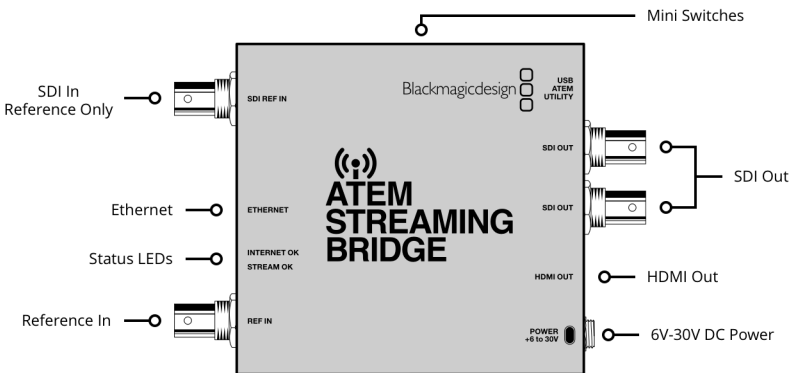 Mini Switches
SDI In
Reference Only
SDI REF IN
Blackmagicdesign
USB
ATEM
UTILITY
SDI OUT
SDI OUT
SDI Out
Ethernet
ETHERNET
ATEM
STREAMING
BRIDGE
Status LEDs
INTERNET OK
STREAM OK
HDMI OUT
HDMI Out
Reference In
REF IN
POWER
+6 to 30V
6V-30V DC Power